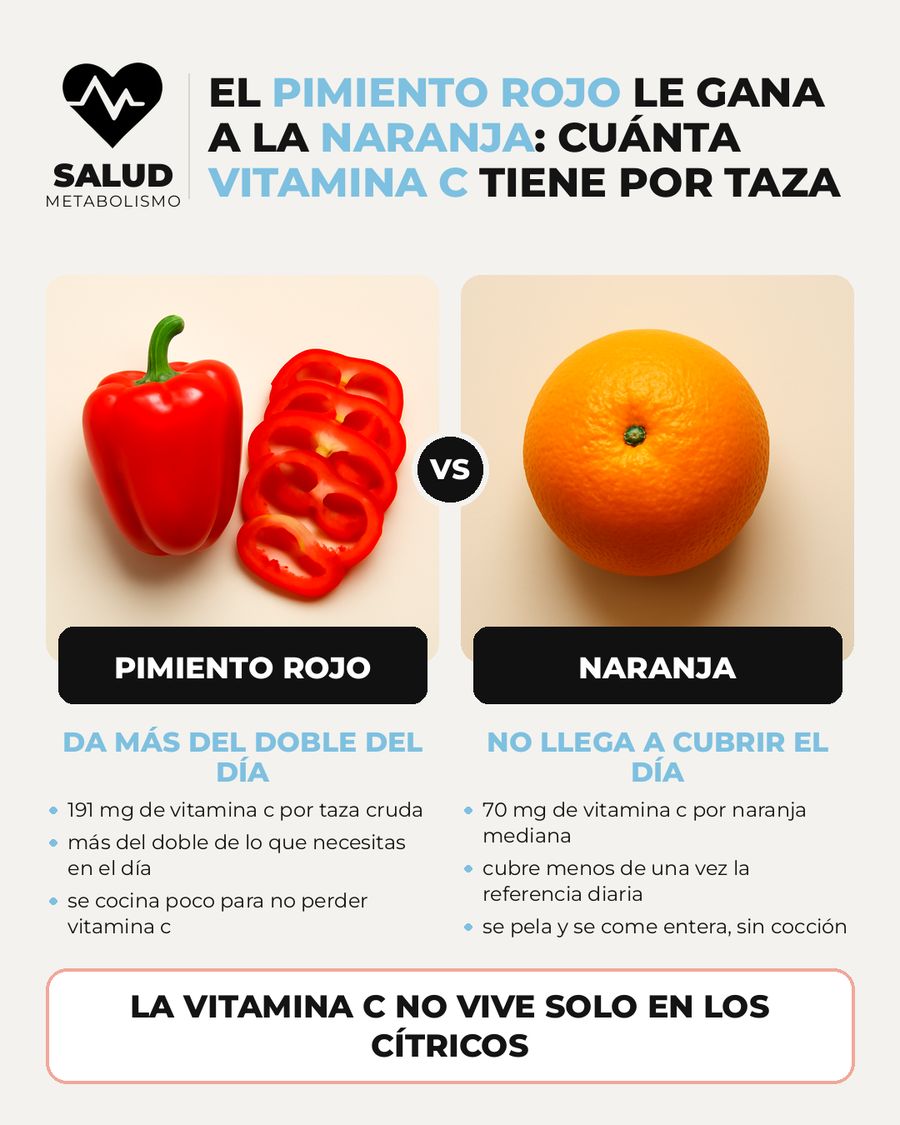 SALUD
METABOLISMO
EL PIMIENTO ROJO LE GANA
A LA NARANJA: CUÁNTA
VITAMINA C TIENE POR TAZA
VS
PIMIENTO ROJO
NARANJA
DA MÁS DEL DOBLE DEL
DÍA
191 mg de vitamina c por taza cruda
más del doble de lo que necesitas
en el día
se cocina poco para no perder
vitamina c
NO LLEGA A CUBRIR EL
DÍA
70 mg de vitamina c por naranja
mediana
cubre menos de una vez la
referencia diaria
se pela y se come entera, sin cocción
LA VITAMINA C NO VIVE SOLO EN LOS
CÍTRICOS